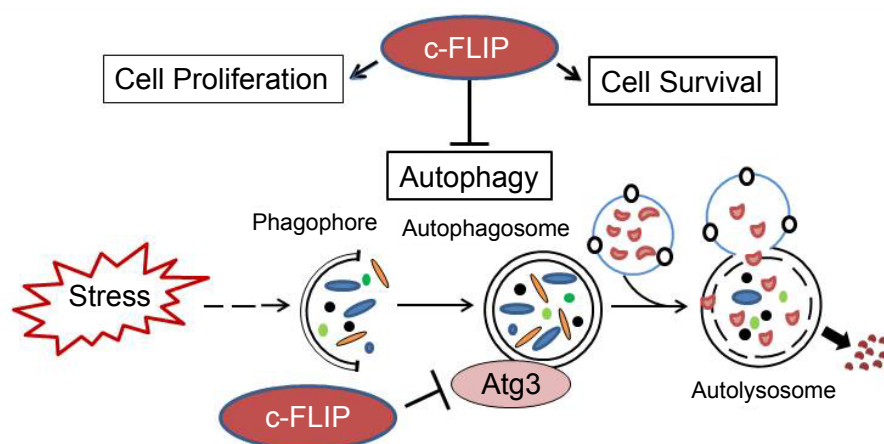 c-FLIP
Cell Proliferation
Cell Survival
Autophagy
Phagophore
Autophagosome
Stress
Atg3
c-FLIP
Autolysosome